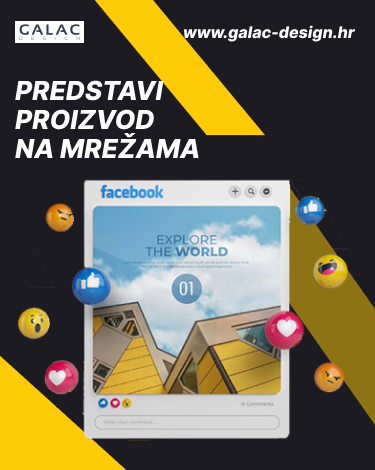 GALAC
DESIGN
www.galac-design.hr
PREDSTAVI
PROIZVOD
NA MREŽAMA
facebook
EXPLORE
THE WORLD
01
Comments
Write your comment...